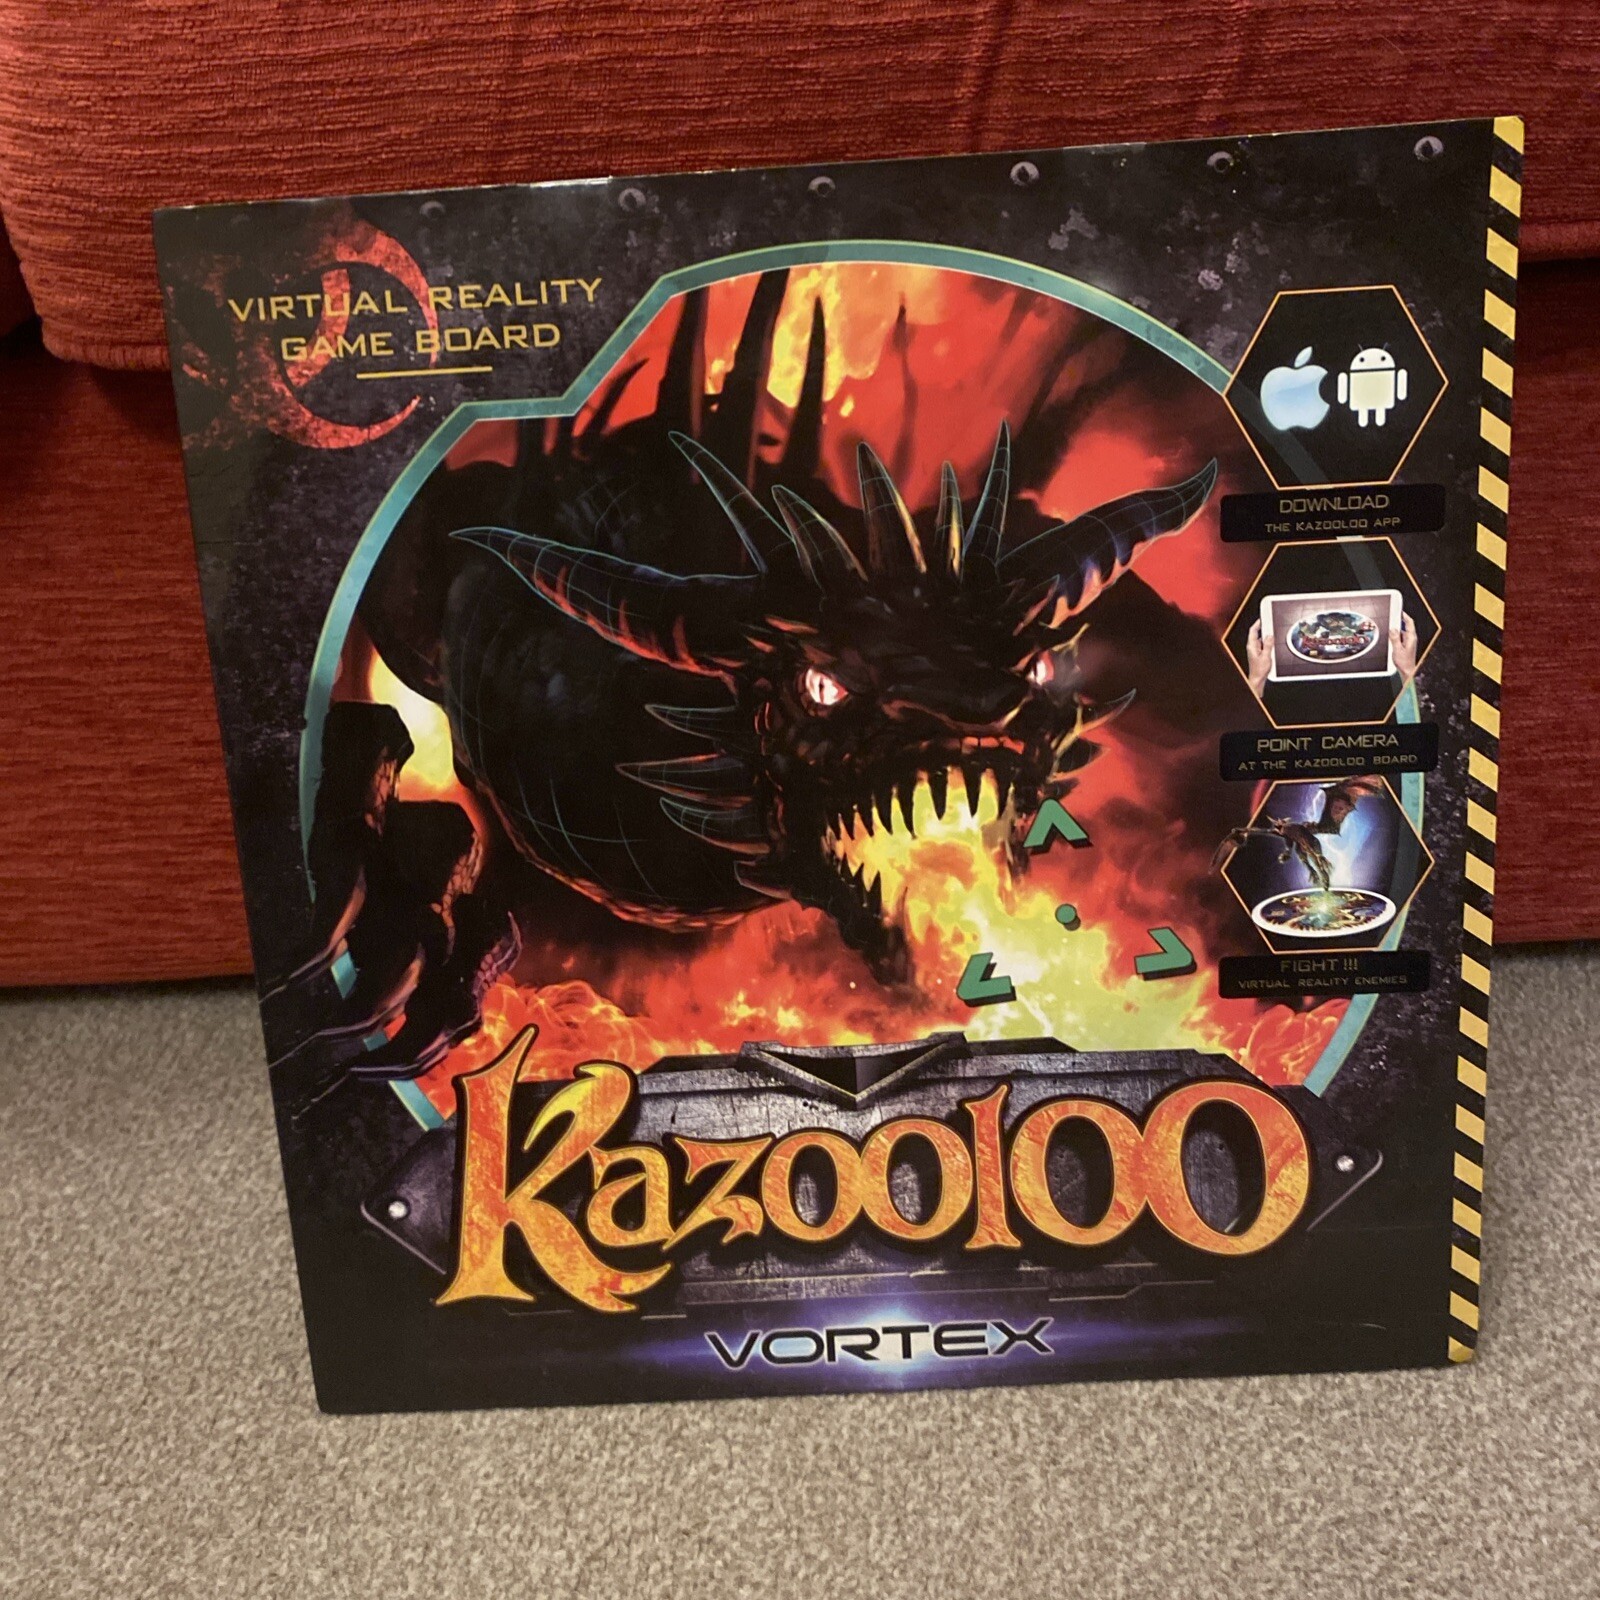 VIRTUAL REALITY
GAME BOARD
DOWNLOAD
THE KAZOOLOO APP
POINT CAMERA
AT THE KAZOOLOO BOARD
FIGHT!!!
VIRTUAL REALITY ENEMIES
Kazooloo
VORTEX